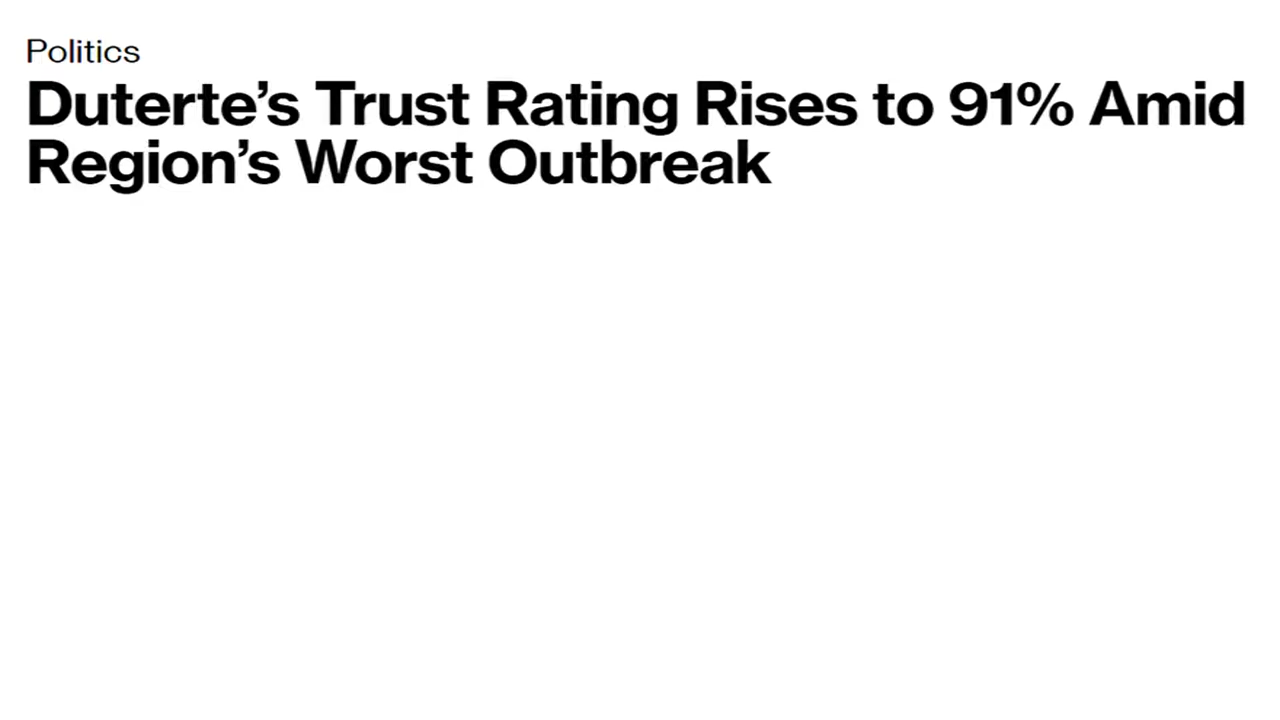 Politics
Duterte’s Trust Rating Rises to 91% Amid
Region’s Worst Outbreak